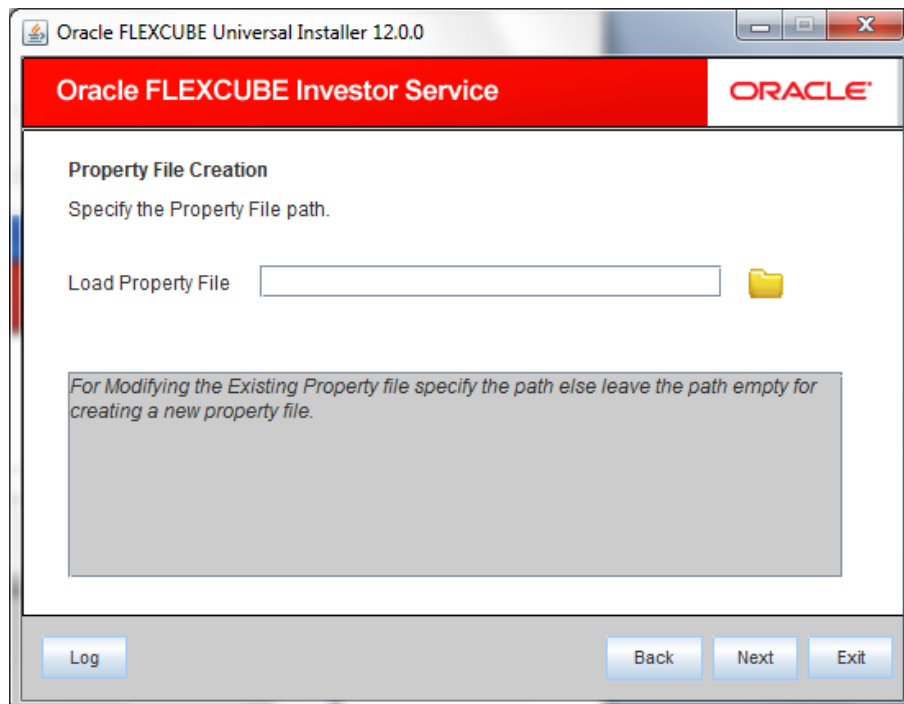 Oracle FLEXCUBE Universal Installer 12.0.0
Oracle FLEXCUBE Investor Service
ORACLE
Property File Creation
Specify the Property File path.
Load Property File
For Modifying the Existing Property file specify the path else leave the path empty for
creating a new property file.
Log
Back
Next
Exit